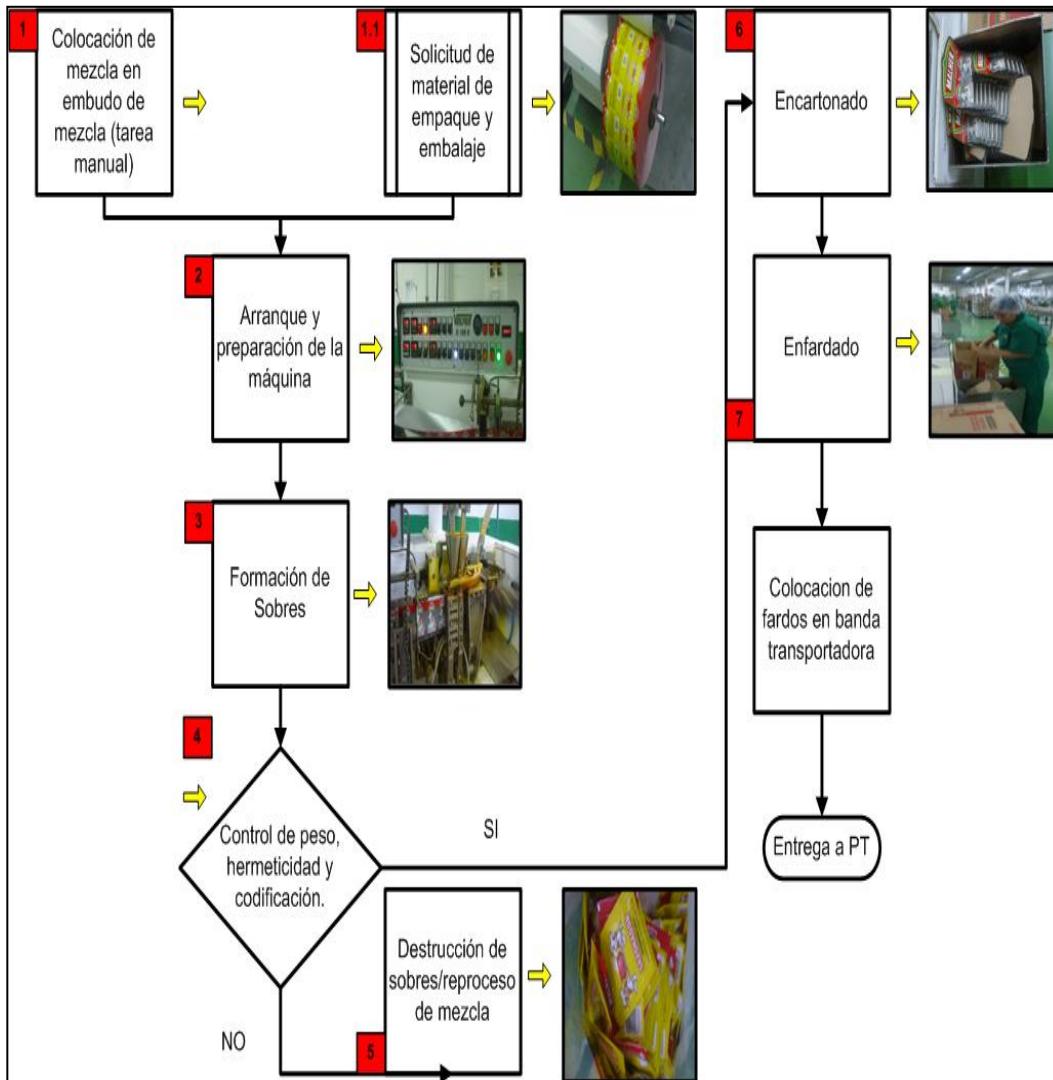 1
Colocación de
mezcla en
embudo de
mezcla (tarea
manual)
1.1
Solicitud de
material de
empaque y
embalaje
2
Arranque y
preparación de la
máquina
3
Formación de
Sobres
4
Control de peso,
hermeticidad y
codificación.
SI
NO
5
Destrucción de
sobres/reproceso
de mezcla
6
Encartonado
7
Enfardado
Colocacion de
fardos en banda
transportadora
Entrega a PT